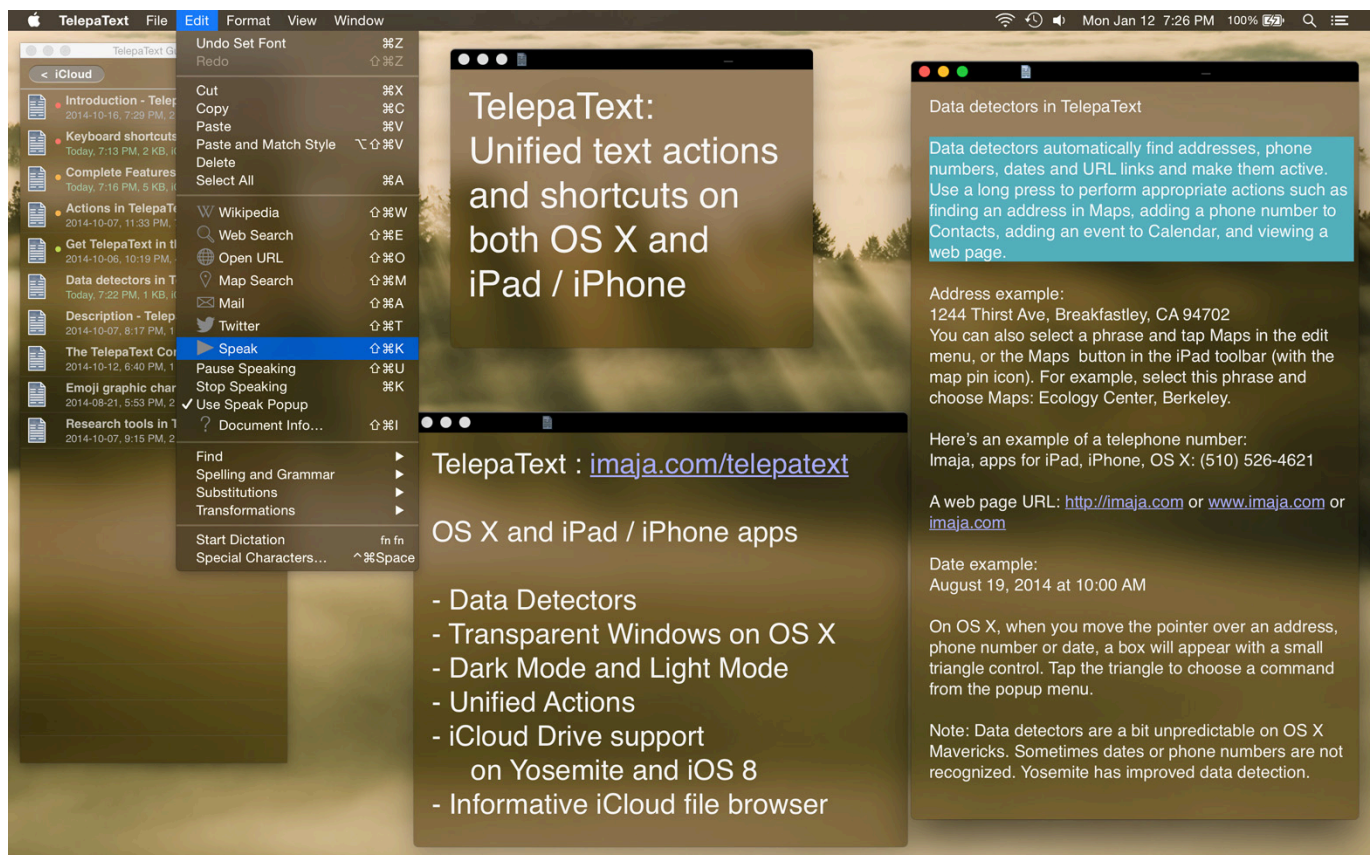 TelepaText File Edit Format View Window Mon Jan 12 7:26 PM 100%
TelepaText
< iCloud
Introduction -
2014-10-16, 7:29 PM, 2
Keyboard shortcuts
Today, 7:13 PM, 2 KB,
Complete Features
Today, 7:16 PM, 5 KB,
Actions in
2014-10-07, 11:33 PM,
Get TelepaText in
2014-10-06, 10:19 PM,
Data detectors in
Today, 7:22 PM, 1 KB,
Description -
2014-10-07, 8:17 PM, 1
The TelepaText
2014-10-12, 6:40 PM, 1
Emoji graphic
2014-08-21, 5:53 PM, 2
Research tools in
2014-10-07, 9:15 PM, 2
Undo Set Font ⌘Z
Redo ⇧⌘Z
Cut ⌘X
Copy ⌘C
Paste ⌘V
Paste and Match Style ⌥⇧⌘V
Delete
Select All ⌘A
Wikipedia ⇧⌘W
Web Search ⇧⌘E
Open URL ⇧⌘O
Map Search ⇧⌘M
Mail ⇧⌘A
Twitter ⇧⌘T
Speak ⇧⌘K
Pause Speaking ⇧⌘U
Stop Speaking ⌘K
✓ Use Speak Popup
? Document Info... ⇧⌘I
Find ▶
Spelling and Grammar ▶
Substitutions ▶
Transformations ▶
Start Dictation fn fn
Special Characters... ^⌘Space
TelepaText:
Unified text actions
and shortcuts on
both OS X and
iPad / iPhone
TelepaText : imaja.com/telepatext
OS X and iPad / iPhone apps
- Data Detectors
- Transparent Windows on OS X
- Dark Mode and Light Mode
- Unified Actions
- iCloud Drive support
on Yosemite and iOS 8
- Informative iCloud file browser
Data detectors in TelepaText
Data detectors automatically find addresses, phone
numbers, dates and URL links and make them active.
Use a long press to perform appropriate actions such as
finding an address in Maps, adding a phone number to
Contacts, adding an event to Calendar, and viewing a
web page.
Address example:
1244 Thirst Ave, Breakfastley, CA 94702
You can also select a phrase and tap Maps in the edit
menu, or the Maps  button in the iPad toolbar (with the
map pin icon). For example, select this phrase and
choose Maps: Ecology Center, Berkeley.
Here's an example of a telephone number:
Imaja, apps for iPad, iPhone, OS X: (510) 526-4621
A web page URL: http://imaja.com or www.imaja.com or
imaja.com
Date example:
August 19, 2014 at 10:00 AM
On OS X, when you move the pointer over an address,
phone number or date, a box will appear with a small
triangle control. Tap the triangle to choose a command
from the popup menu.
Note: Data detectors are a bit unpredictable on OS X
Mavericks. Sometimes dates or phone numbers are not
recognized. Yosemite has improved data detection.